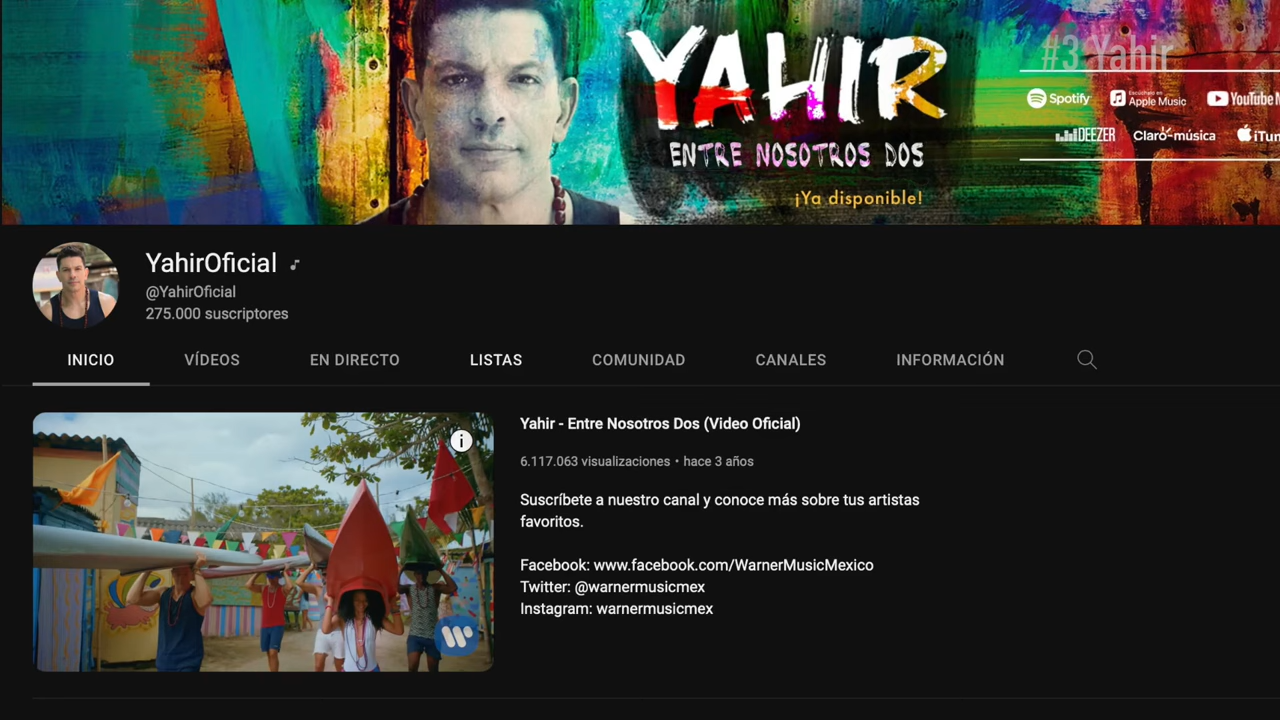 YAHIR
ENTRE NOSOTROS DOS
¡Ya disponible!
#3 Yahir
Spotify
Escúchalo en
Apple Music
YouTube M
DEEZER
Claro-música
iTun
YahirOficial
@YahirOficial
275.000 suscriptores
INICIO VÍDEOS EN DIRECTO LISTAS COMUNIDAD CANALES INFORMACIÓN
Yahir - Entre Nosotros Dos (Video Oficial)
6.117.063 visualizaciones • hace 3 años
Suscríbete a nuestro canal y conoce más sobre tus artistas
favoritos.
Facebook: www.facebook.com/WarnerMusicMexico
Twitter: @warnermusicmex
Instagram: warnermusicmex